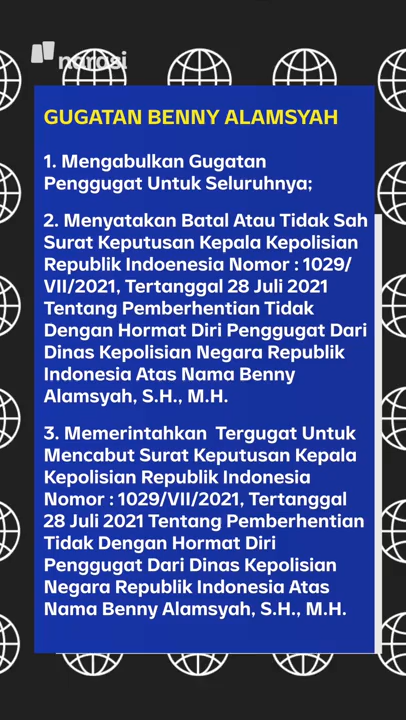 narasi
GUGATAN BENNY ALAMSYAH
1. Mengabulkan Gugatan
Penggugat Untuk Seluruhnya;
2. Menyatakan Batal Atau Tidak Sah
Surat Keputusan Kepala Kepolisian
Republik Indoenesia Nomor : 1029/
VII/2021, Tertanggal 28 Juli 2021
Tentang Pemberhentian Tidak
Dengan Hormat Diri Penggugat Dari
Dinas Kepolisian Negara Republik
Indonesia Atas Nama Benny
Alamsyah, S.H., M.H.
3. Memerintahkan Tergugat Untuk
Mencabut Surat Keputusan Kepala
Kepolisian Republik Indonesia
Nomor : 1029/VII/2021, Tertanggal
28 Juli 2021 Tentang Pemberhentian
Tidak Dengan Hormat Diri
Penggugat Dari Dinas Kepolisian
Negara Republik Indonesia Atas
Nama Benny Alamsyah, S.H., M.H.